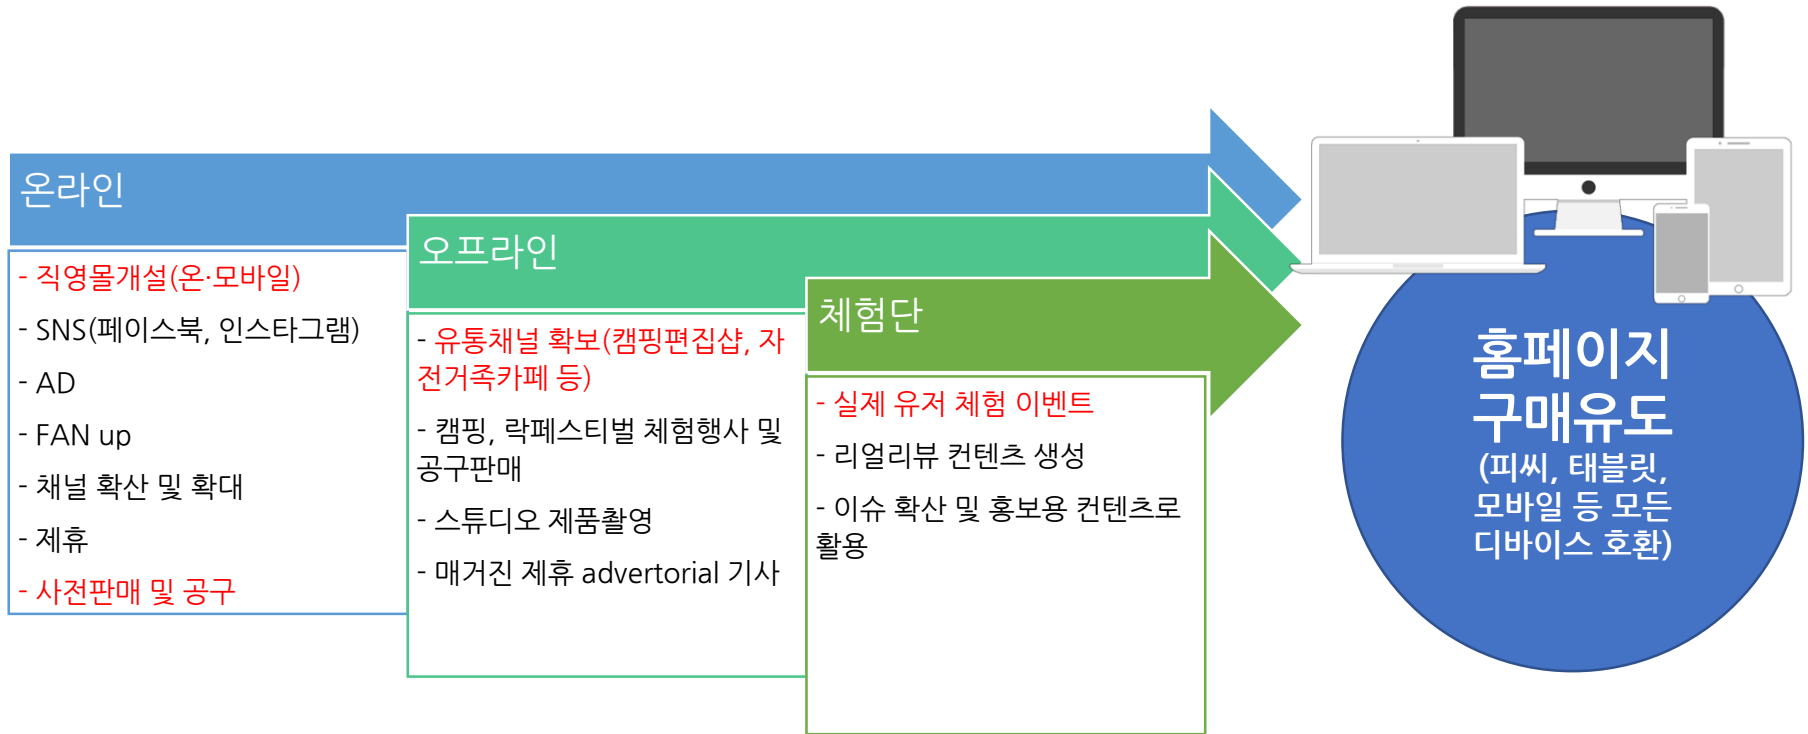 온라인
- 직영몰개설(온·모바일)
- SNS(페이스북, 인스타그램)
- AD
- FAN up
- 채널 확산 및 확대
- 제휴
- 사전판매 및 공구
오프라인
- 유통채널 확보(캠핑편집샵, 자
전거족카페 등)
- 캠핑, 락페스티벌 체험행사 및
공구판매
- 스튜디오 제품촬영
- 매거진 제휴 advertorial 기사
체험단
- 실제 유저 체험 이벤트
- 리얼리뷰 컨텐츠 생성
- 이슈 확산 및 홍보용 컨텐츠로
활용
홈페이지
구매유도
(피씨, 태블릿,
모바일 등 모든
디바이스 호환)